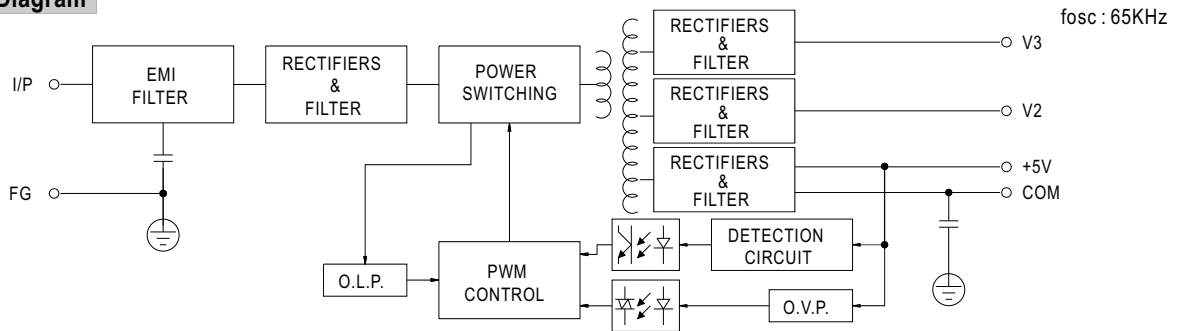 Diagram
fosc : 65KHz
I/P
EMI
FILTER
RECTIFIERS
&
FILTER
POWER
SWITCHING
RECTIFIERS
&
FILTER
V3
RECTIFIERS
&
FILTER
V2
RECTIFIERS
&
FILTER
+5V
COM
FG
O.L.P.
PWM
CONTROL
DETECTION
CIRCUIT
O.V.P.